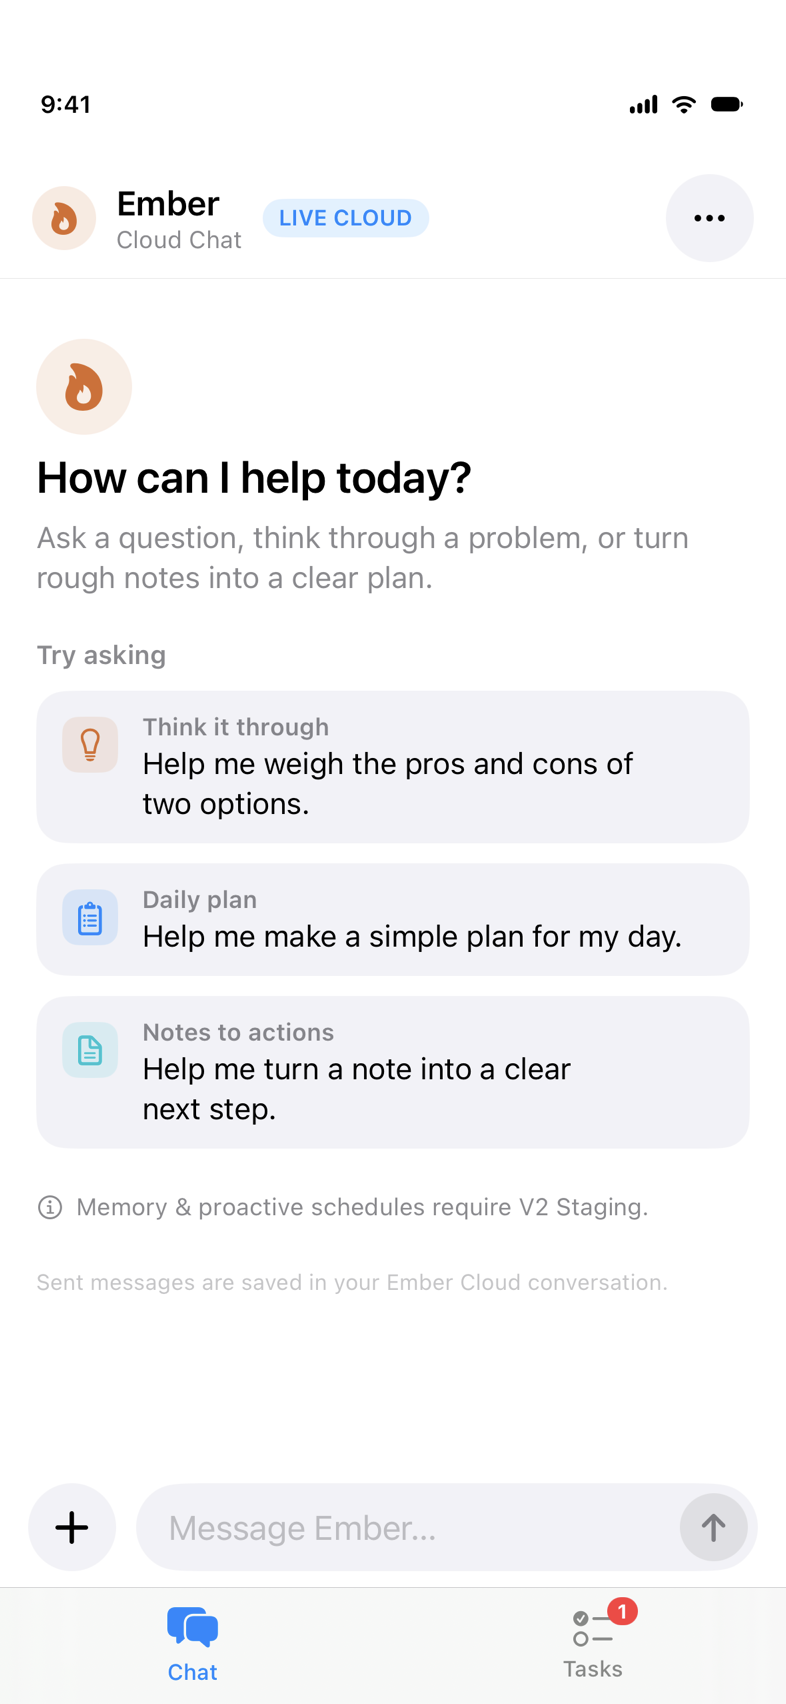 9:41
Ember
Cloud Chat
LIVE CLOUD
How can I help today?
Ask a question, think through a problem, or turn
rough notes into a clear plan.
Try asking
Think it through
Help me weigh the pros and cons of
two options.
Daily plan
Help me make a simple plan for my day.
Notes to actions
Help me turn a note into a clear
next step.
Memory & proactive schedules require V2 Staging.
Sent messages are saved in your Ember Cloud conversation.
Message Ember...
1
Chat
Tasks